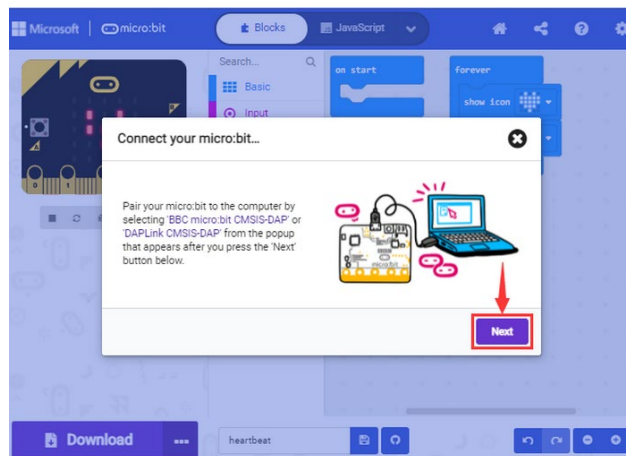 Microsoft
micro:bit
Blocks
JavaScript
Search...
Basic
Input
on start
forever
show icon
0
1
Connect your micro:bit...
Pair your micro:bit to the computer by
selecting 'BBC micro:bit CMSIS-DAP' or
'DAPLink CMSIS-DAP' from the popup
that appears after you press the 'Next'
button below.
Next
Download
heartbeat